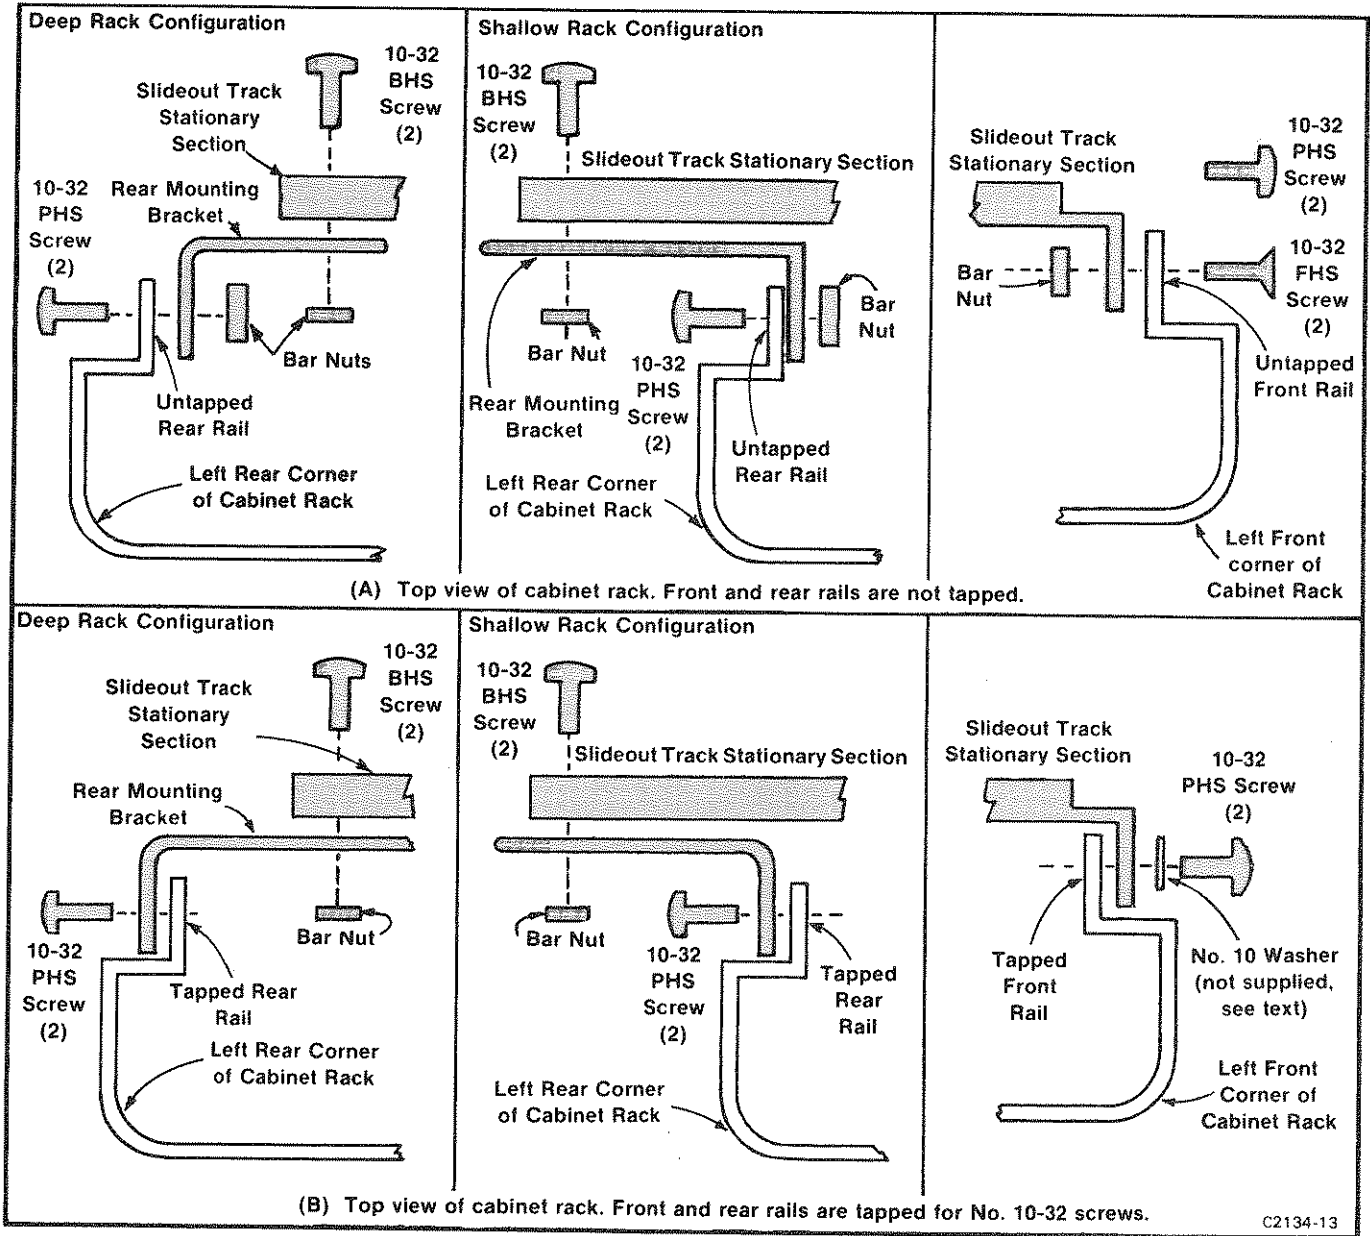 Deep Rack Configuration
10-32
BHS
Screw
(2)
Slideout Track
Stationary
Section
10-32
PHS
Screw
(2)
Rear Mounting
Bracket
Bar Nuts
Untapped
Rear Rail
Left Rear Corner
of Cabinet Rack
Shallow Rack Configuration
10-32
BHS
Screw
(2)
Slideout Track Stationary Section
Bar
Nut
Bar Nut
10-32
PHS
Screw
(2)
Rear Mounting
Bracket
Untapped
Rear Rail
Left Rear Corner
of Cabinet Rack
Slideout Track
Stationary Section
10-32
PHS
Screw
(2)
Bar
Nut
10-32
FHS
Screw
(2)
Untapped
Front Rail
Left Front
corner of
Cabinet Rack
(A) Top view of cabinet rack. Front and rear rails are not tapped.
Deep Rack Configuration
10-32
BHS
Screw
(2)
Slideout Track
Stationary
Section
Rear Mounting
Bracket
10-32
PHS
Screw
(2)
Bar Nut
Tapped Rear
Rail
Left Rear Corner
of Cabinet Rack
Shallow Rack Configuration
10-32
BHS
Screw
(2)
Slideout Track Stationary Section
Bar Nut
10-32
PHS
Screw
(2)
Tapped
Rear
Rail
Left Rear Corner
of Cabinet Rack
Slideout Track
Stationary Section
10-32
PHS Screw
(2)
Tapped
Front
Rail
No. 10 Washer
(not supplied,
see text)
Left Front
Corner of
Cabinet Rack
(B) Top view of cabinet rack. Front and rear rails are tapped for No. 10-32 screws.
C2134-13